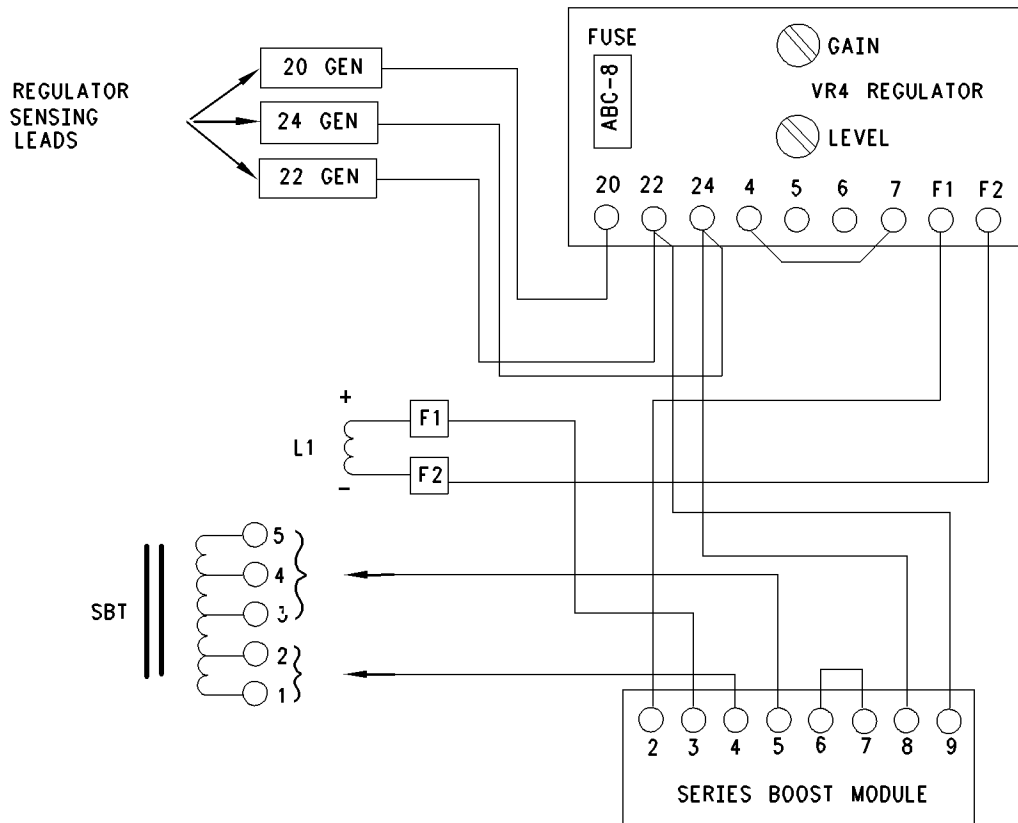 REGULATOR
SENSING
LEADS
20 GEN
24 GEN
22 GEN
FUSE
ABC-8
GAIN
VR4 REGULATOR
LEVEL
20 22 24 4 5 6 7 F1 F2
L1
+
-
F1
F2
SBT
5
4
3
2
1
2 3 4 5 6 7 8 9
SERIES BOOST MODULE